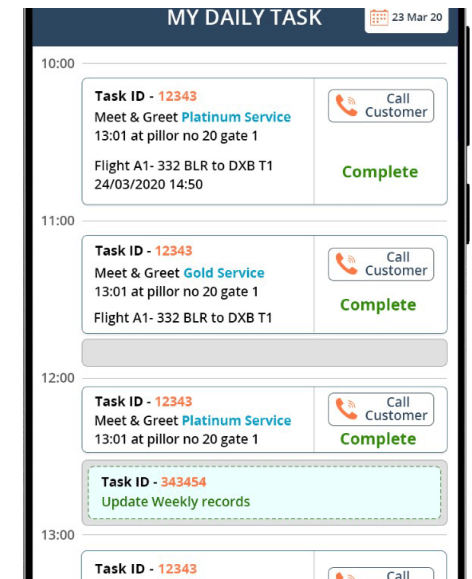 MY DAILY TASK
23 Mar 20
10:00
Task ID - 12343
Meet & Greet Platinum Service
13:01 at pillor no 20 gate 1
Flight A1- 332 BLR to DXB T1
24/03/2020 14:50
Call
Customer
Complete
11:00
Task ID - 12343
Meet & Greet Gold Service
13:01 at pillor no 20 gate 1
Flight A1- 332 BLR to DXB T1
Call
Customer
Complete
12:00
Task ID - 12343
Meet & Greet Platinum Service
13:01 at pillor no 20 gate 1
Call
Customer
Complete
Task ID - 343454
Update Weekly records
13:00
Task ID - 12343
Call